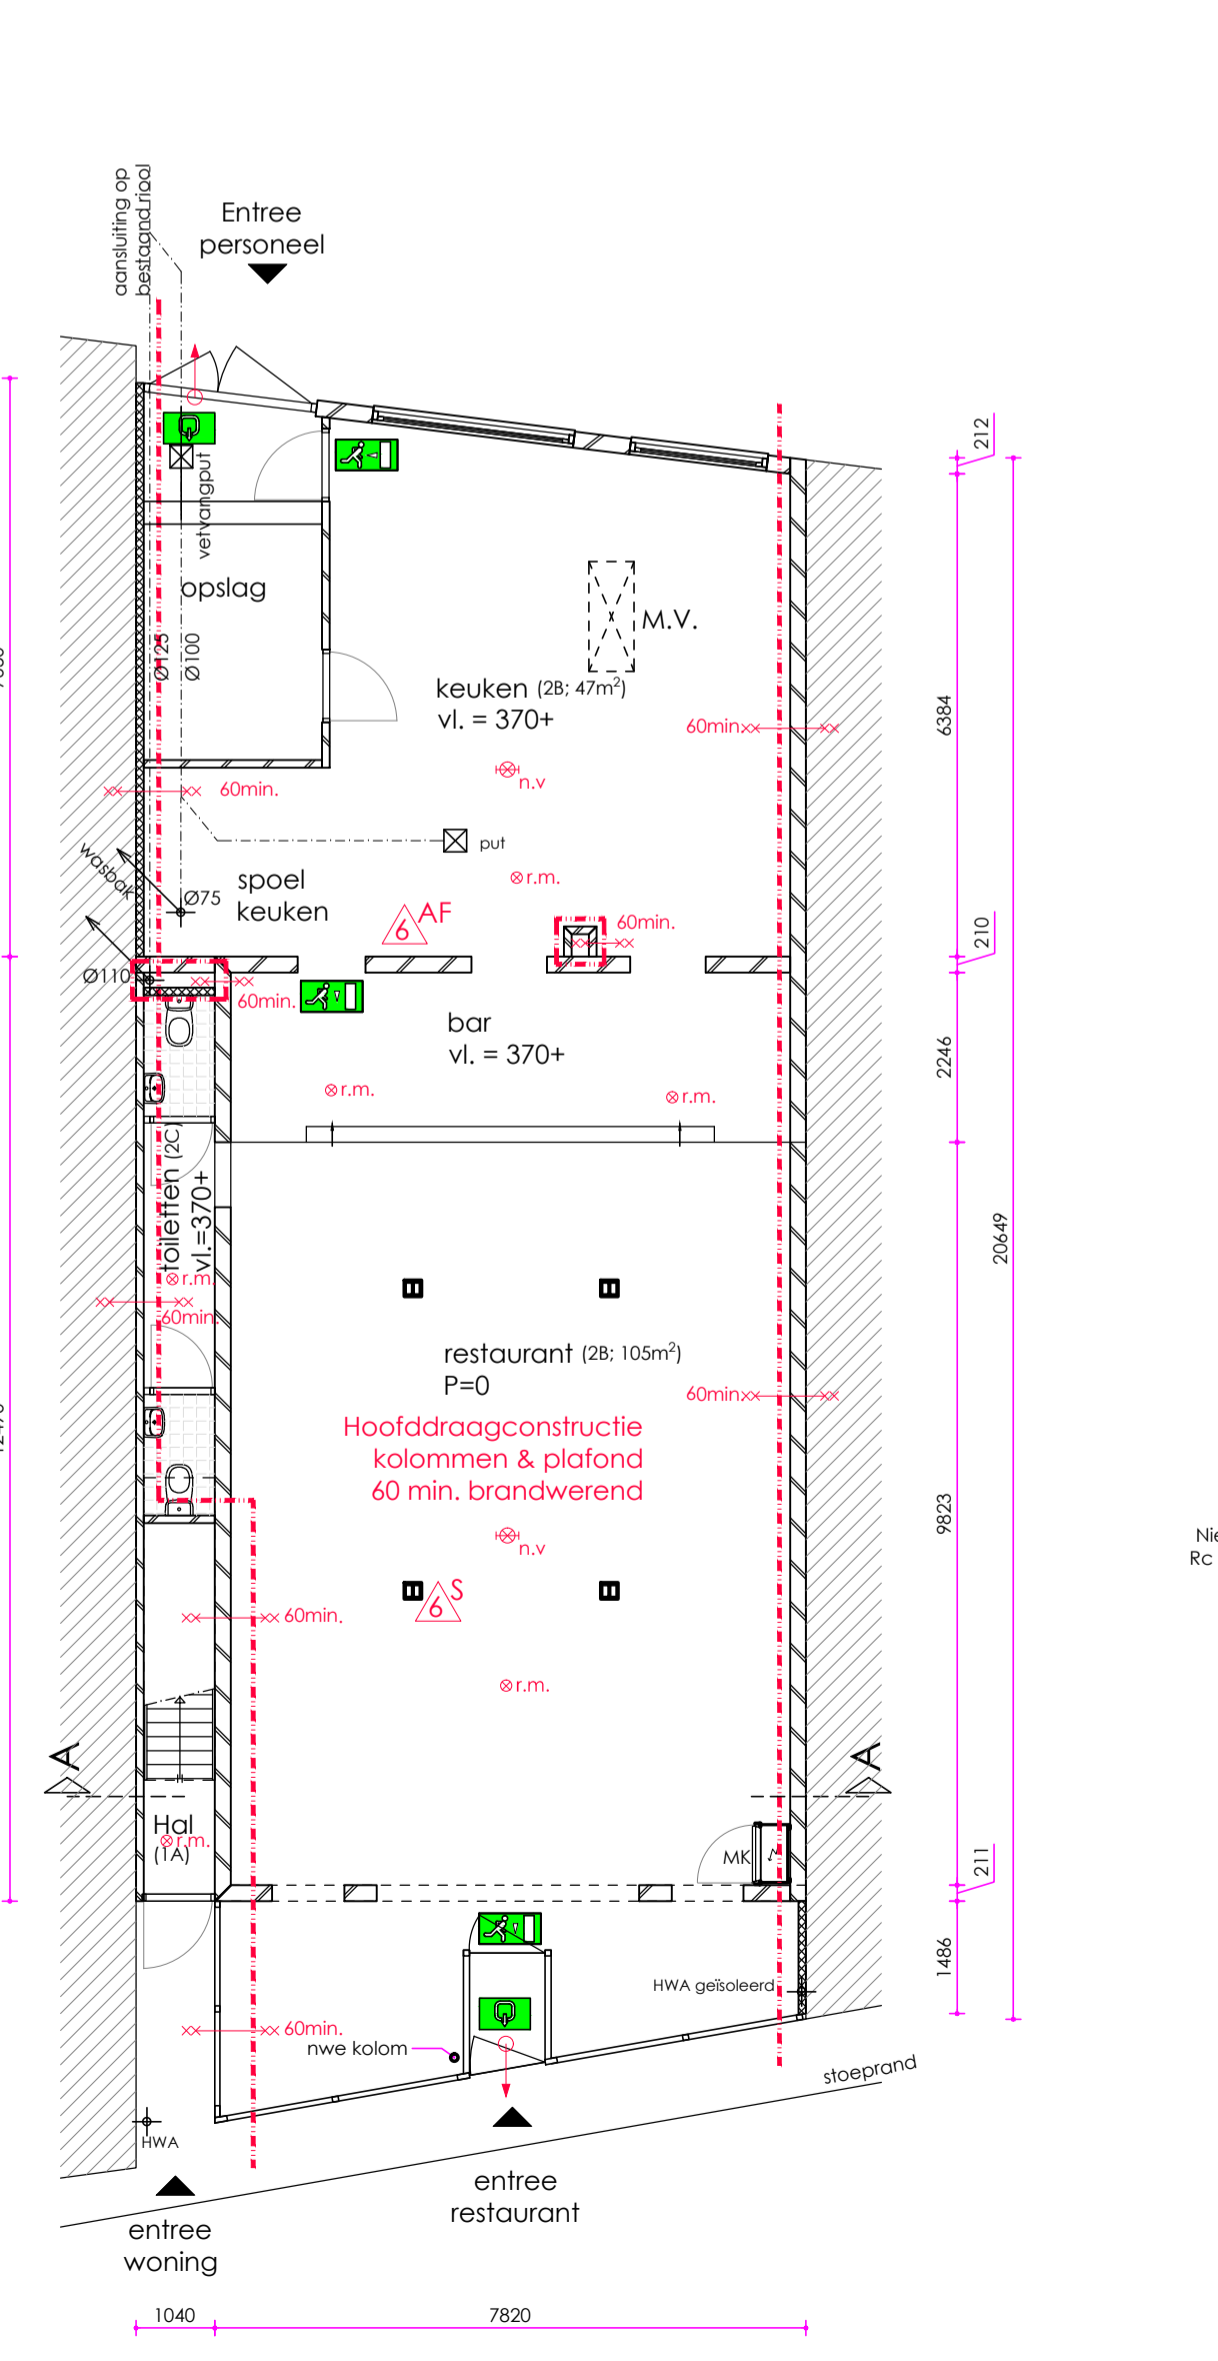 aansluiting op
bestaand riool
Entree
personeel
212
vetvangput
opslag
Ø125
Ø100
M.V.
keuken (2B; 47m²)
vl. = 370+
60min.
6384
n.v
60min.
put
wasbak
Ø75
spoel
keuken
r.m.
6 AF
60min.
210
Ø110
60min.
bar
vl. = 370+
2246
r.m.
r.m.
toiletten (2C)
vl.=370+
20649
r.m.
60min.
restaurant (2B; 105m²)
P=0
60min.
Hoofddraagconstructie
kolommen & plafond
60 min. brandwerend
9823
n.v
Nie
Rc
6 S
60min.
r.m.
A
A
Hal
r.m.
(1A)
MK
211
1486
HWA geïsoleerd
60min.
nwe kolom
stoeprand
HWA
entree
restaurant
entree
woning
1040
7820